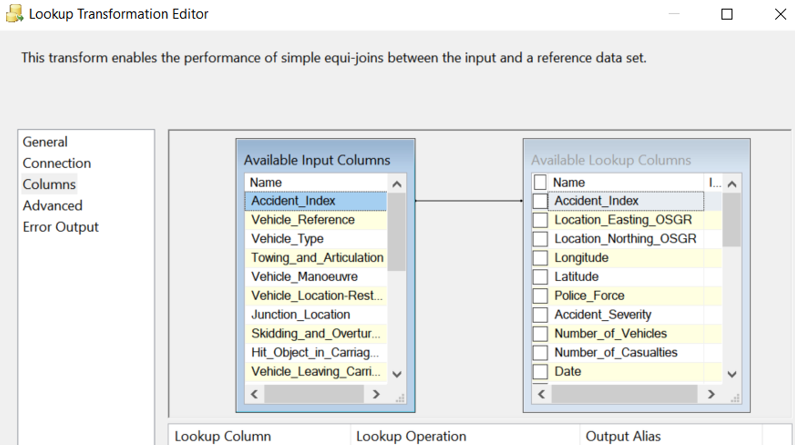 Lookup Transformation Editor
This transform enables the performance of simple equi-joins between the input and a reference data set.
General
Connection
Columns
Advanced
Error Output
Available Input Columns
Name
Accident_Index
Vehicle_Reference
Vehicle_Type
Towing_and_Articulation
Vehicle_Manoeuvre
Vehicle_Location-Rest...
Junction_Location
Skidding_and_Overtur...
Hit_Object_in_Carriag...
Vehicle_Leaving_Carri...
Available Lookup Columns
Name I...
Accident_Index
Location_Easting_OSGR
Location_Northing_OSGR
Longitude
Latitude
Police_Force
Accident_Severity
Number_of_Vehicles
Number_of_Casualties
Date
Lookup Column Lookup Operation Output Alias